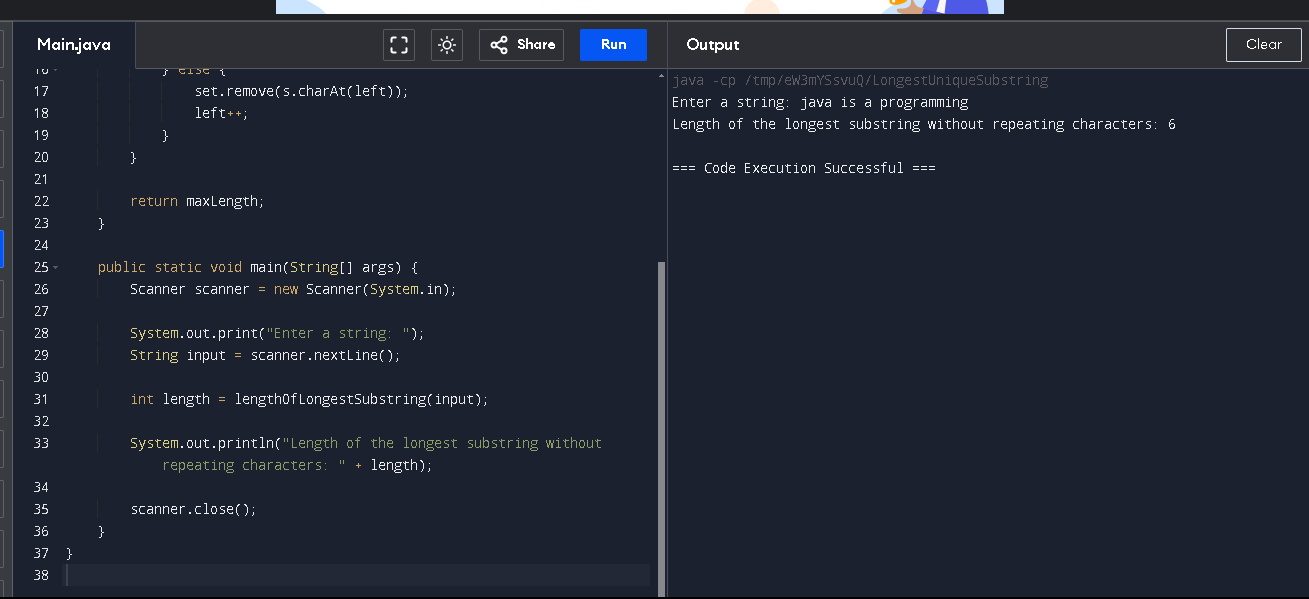 Main.java
Share
Run
Output
Clear
16 } else {
17 set.remove(s.charAt(left));
18 left++;
19 }
20 }
21
22 return maxLength;
23 }
24
25 public static void main(String[] args) {
26 Scanner scanner = new Scanner(System.in);
27
28 System.out.print("Enter a string: ");
29 String input = scanner.nextLine();
30
31 int length = lengthOfLongestSubstring(input);
32
33 System.out.println("Length of the longest substring without
repeating characters: " + length);
34
35 scanner.close();
36 }
37 }
38
java -cp /tmp/eW3mYSsvuQ/LongestUniqueSubstring
Enter a string: java is a programming
Length of the longest substring without repeating characters: 6
=== Code Execution Successful ===